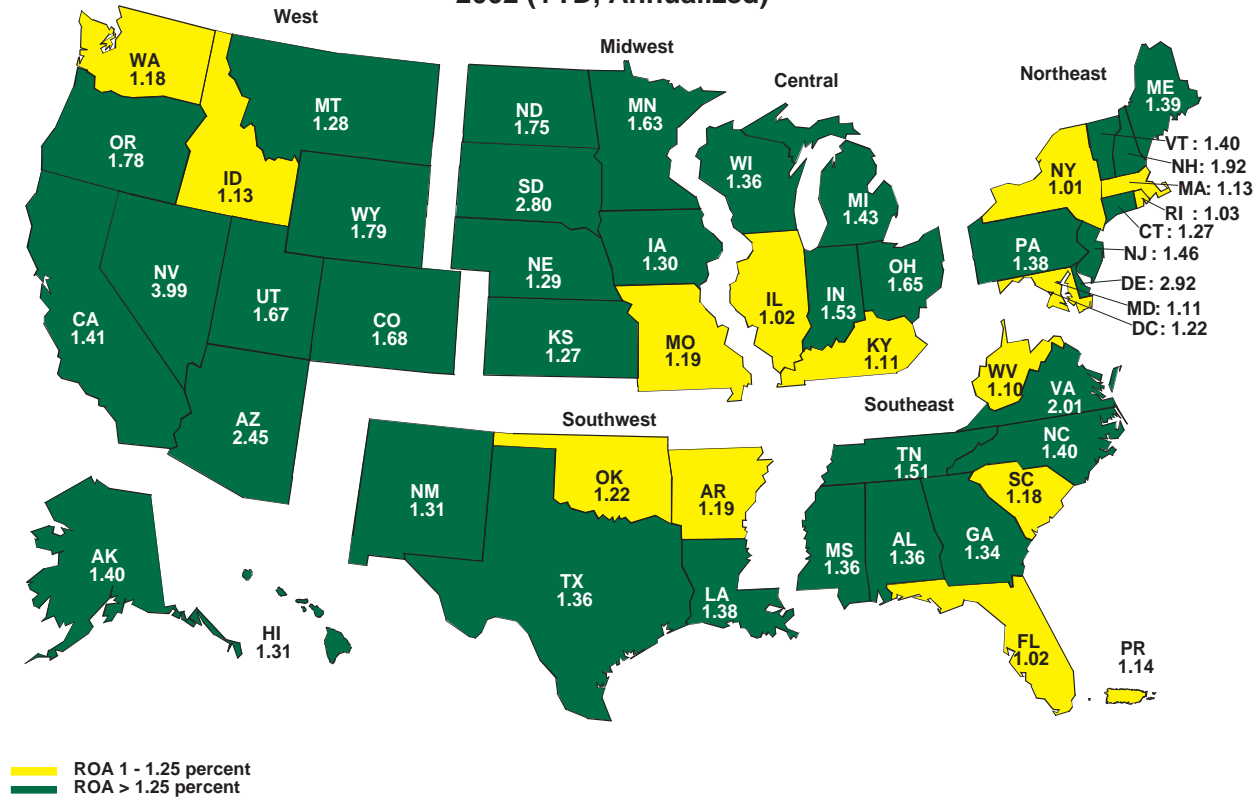 2002 (YTD, Annualized)
West
Midwest
Central
Northeast
WA
1.18
MT
1.28
OR
1.78
ID
1.13
WY
1.79
NV
3.99
UT
1.67
CO
1.68
CA
1.41
AZ
2.45
AK
1.40
HI
1.31
ND
1.75
MN
1.63
SD
2.80
IA
1.30
NE
1.29
KS
1.27
MO
1.19
WI
1.36
MI
1.43
IL
1.02
IN
1.53
OH
1.65
KY
1.11
ME
1.39
VT : 1.40
NH: 1.92
MA: 1.13
RI : 1.03
CT : 1.27
NJ : 1.46
DE: 2.92
MD: 1.11
DC: 1.22
NY
1.01
PA
1.38
Southwest
NM
1.31
OK
1.22
AR
1.19
TX
1.36
LA
1.38
Southeast
WV
1.10
VA
2.01
NC
1.40
TN
1.51
SC
1.18
MS
1.36
AL
1.36
GA
1.34
FL
1.02
PR
1.14
ROA 1 - 1.25 percent
ROA > 1.25 percent